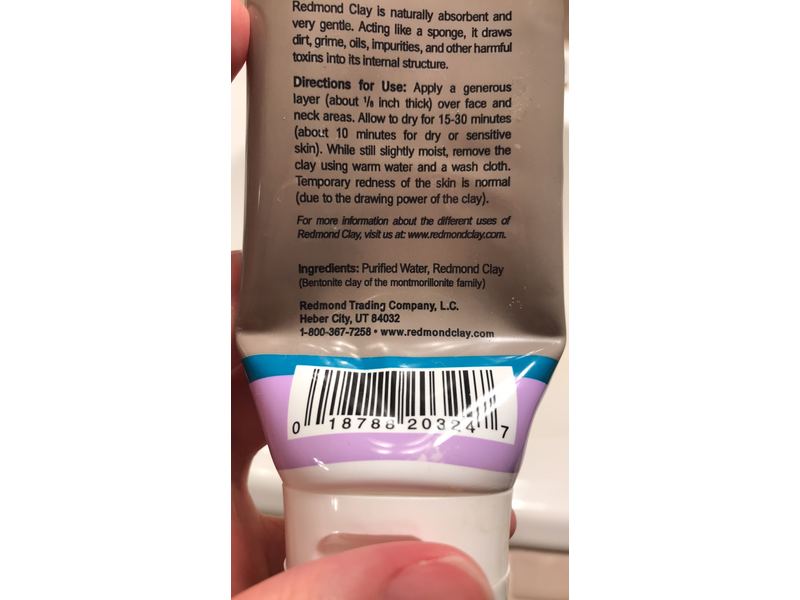 Redmond Clay is naturally absorbent and
very gentle. Acting like a sponge, it draws
dirt, grime, oils, impurities, and other harmful
toxins into its internal structure.
Directions for Use: Apply a generous
layer (about ⅛ inch thick) over face and
neck areas. Allow to dry for 15-30 minutes
(about 10 minutes for dry or sensitive
skin). While still slightly moist, remove the
clay using warm water and a wash cloth.
Temporary redness of the skin is normal
(due to the drawing power of the clay).
For more information about the different uses of
Redmond Clay, visit us at: www.redmondclay.com.
Ingredients: Purified Water, Redmond Clay
(Bentonite clay of the montmorillonite family)
Redmond Trading Company, L.C.
Heber City, UT 84032
1-800-367-7258 • www.redmondclay.com
0 18788 20324 7